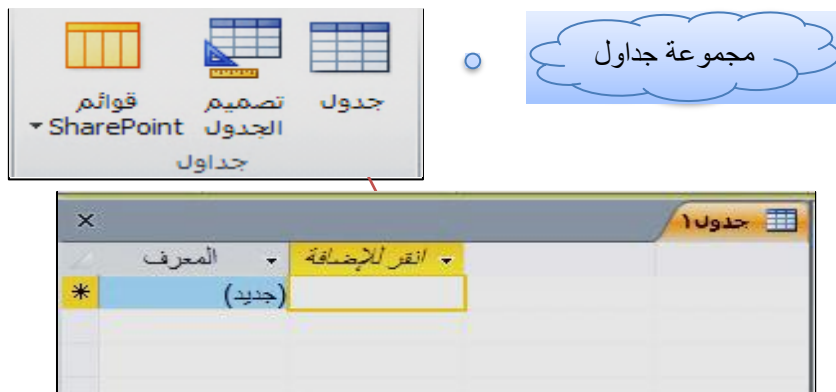 مجموعة جداول
جدول
تصميم الجدول
قوائم SharePoint
جداول
جدول١
المعرف
انقر للإضافة
(جديد)